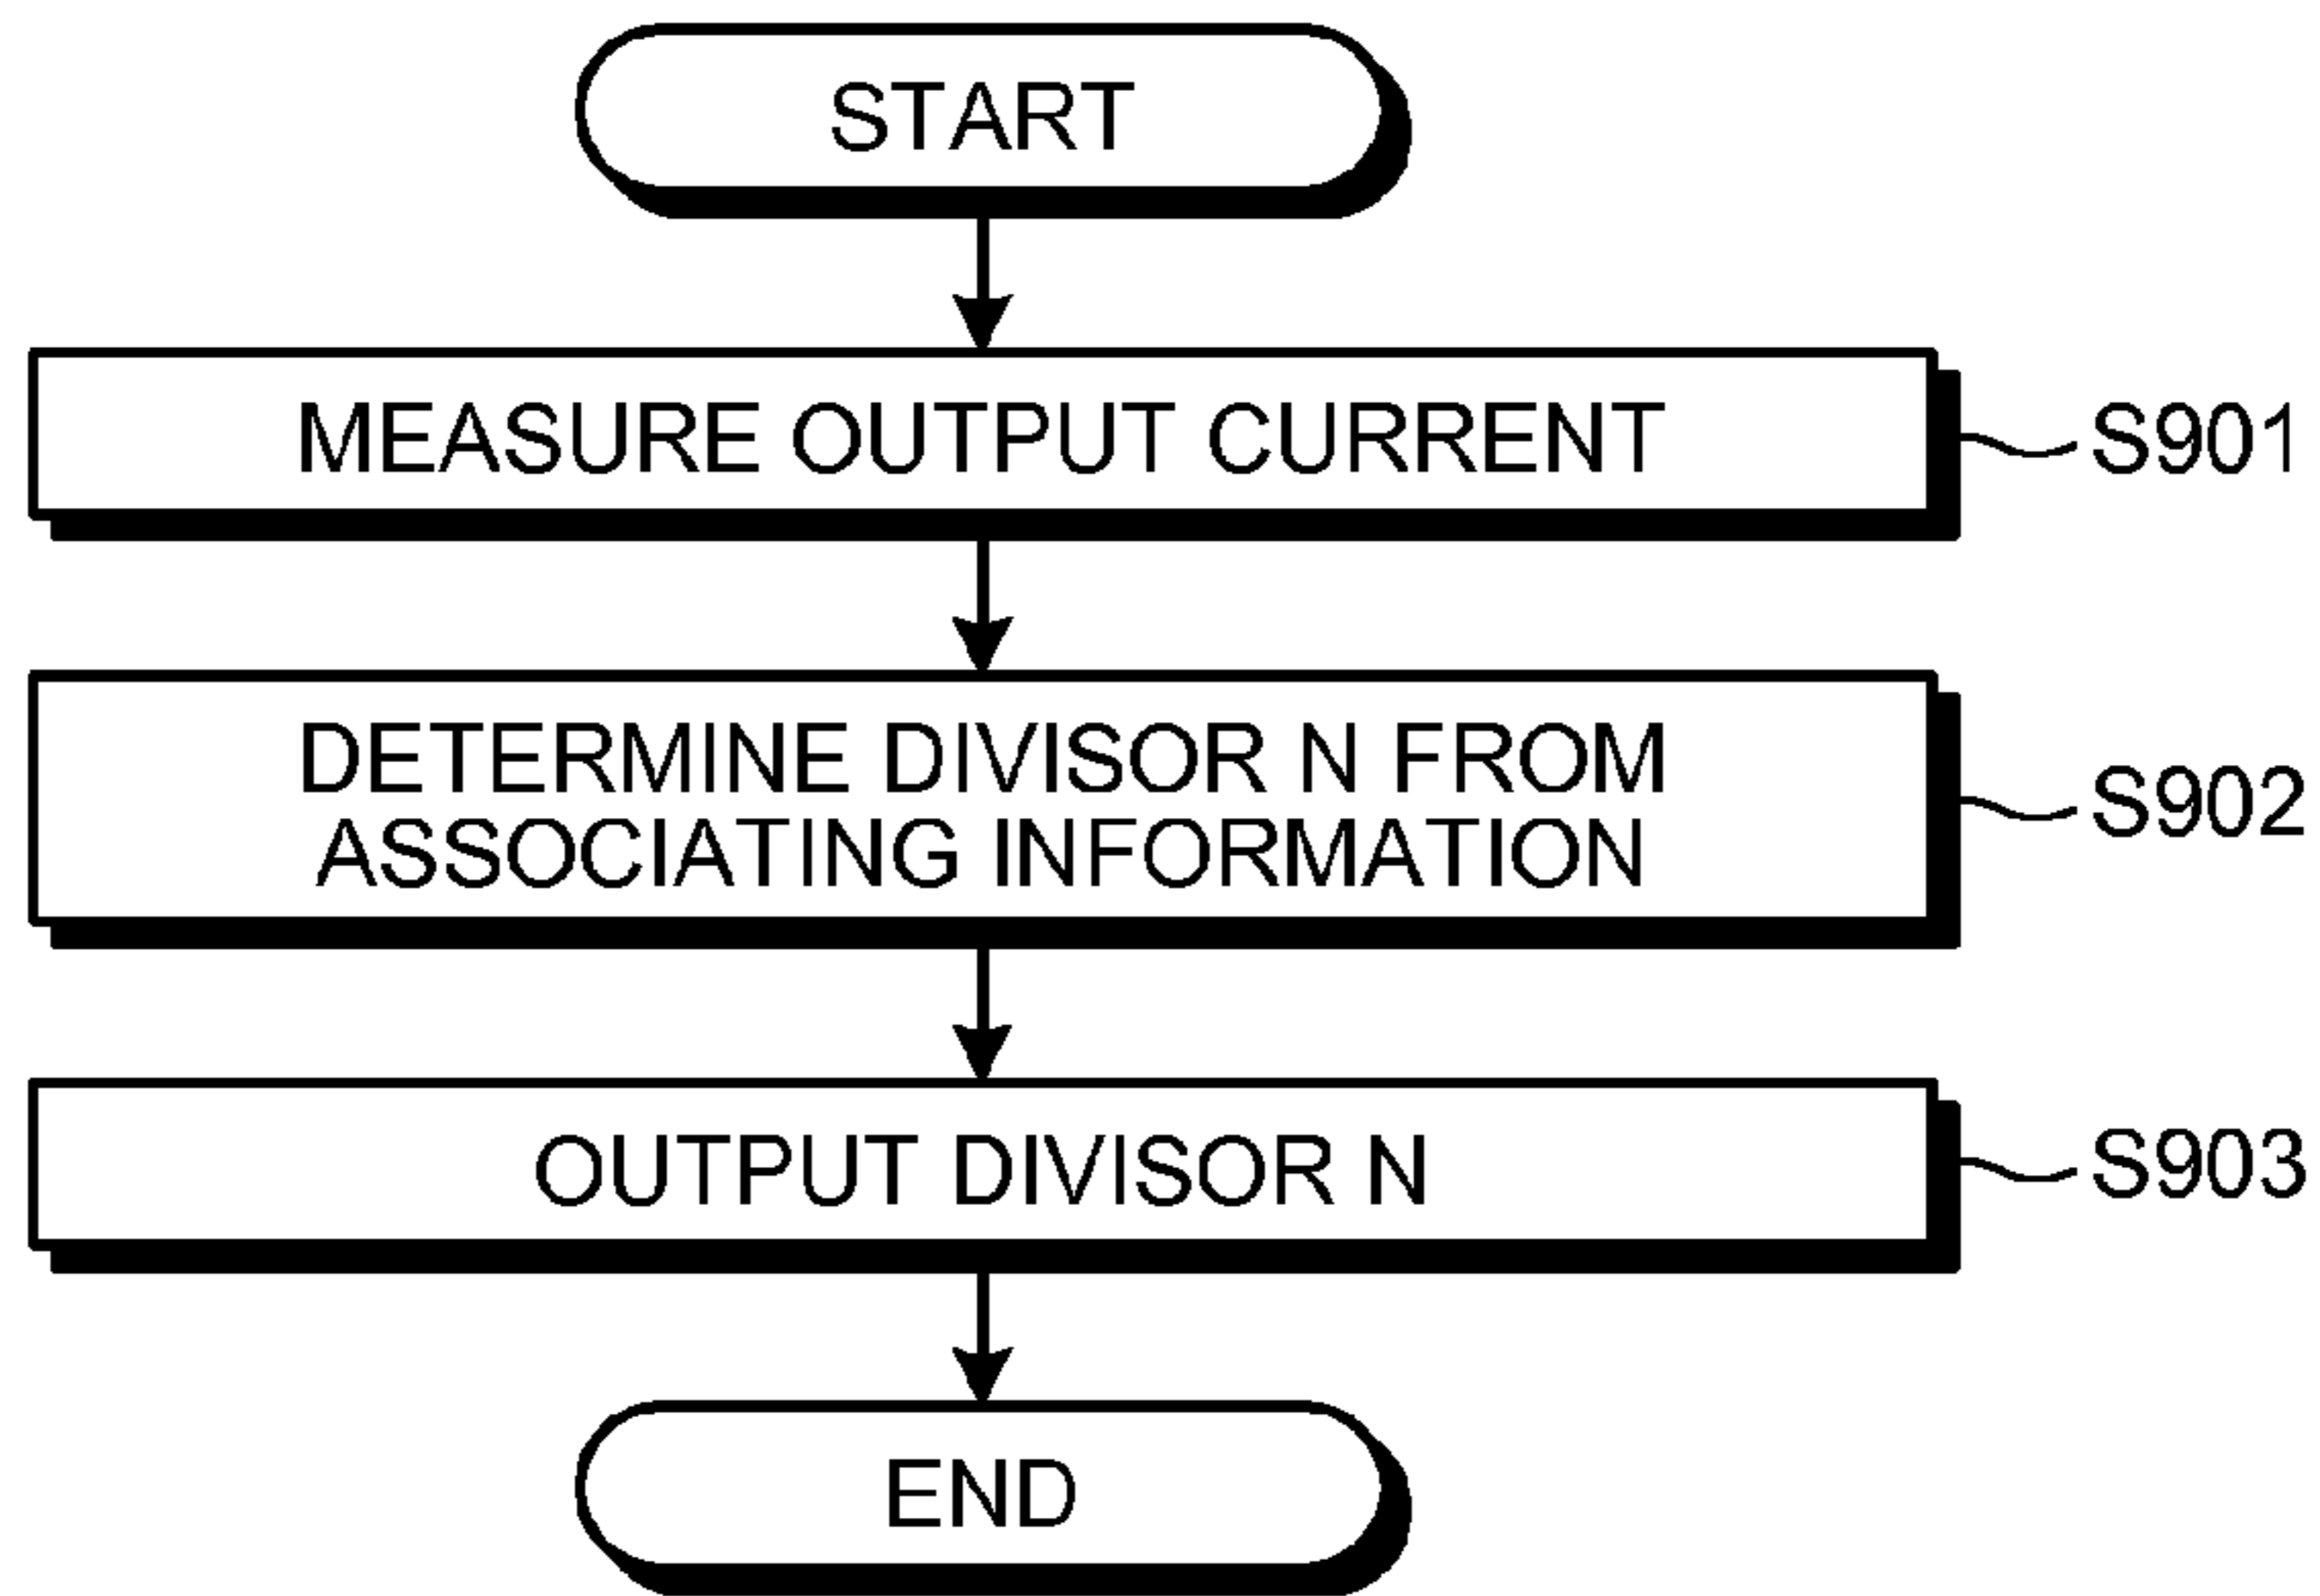 START
MEASURE OUTPUT CURRENT
S901
DETERMINE DIVISOR N FROM
ASSOCIATING INFORMATION
S902
OUTPUT DIVISOR N
S903
END